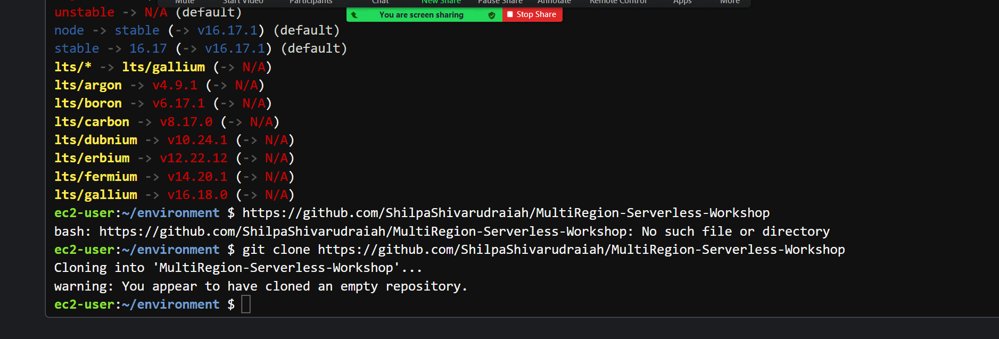 Mute Start Video Participants Chat New Share Pause Share Annotate Remote Control Apps More
unstable -> N/A (default)
You are screen sharing Stop Share
node -> stable (-> v16.17.1) (default)
stable -> 16.17 (-> v16.17.1) (default)
lts/* -> lts/gallium (-> N/A)
lts/argon -> v4.9.1 (-> N/A)
lts/boron -> v6.17.1 (-> N/A)
lts/carbon -> v8.17.0 (-> N/A)
lts/dubnium -> v10.24.1 (-> N/A)
lts/erbium -> v12.22.12 (-> N/A)
lts/fermium -> v14.20.1 (-> N/A)
lts/gallium -> v16.18.0 (-> N/A)
ec2-user:~/environment $ https://github.com/ShilpaShivarudraiah/MultiRegion-Serverless-Workshop
bash: https://github.com/ShilpaShivarudraiah/MultiRegion-Serverless-Workshop: No such file or directory
ec2-user:~/environment $ git clone https://github.com/ShilpaShivarudraiah/MultiRegion-Serverless-Workshop
Cloning into 'MultiRegion-Serverless-Workshop'...
warning: You appear to have cloned an empty repository.
ec2-user:~/environment $